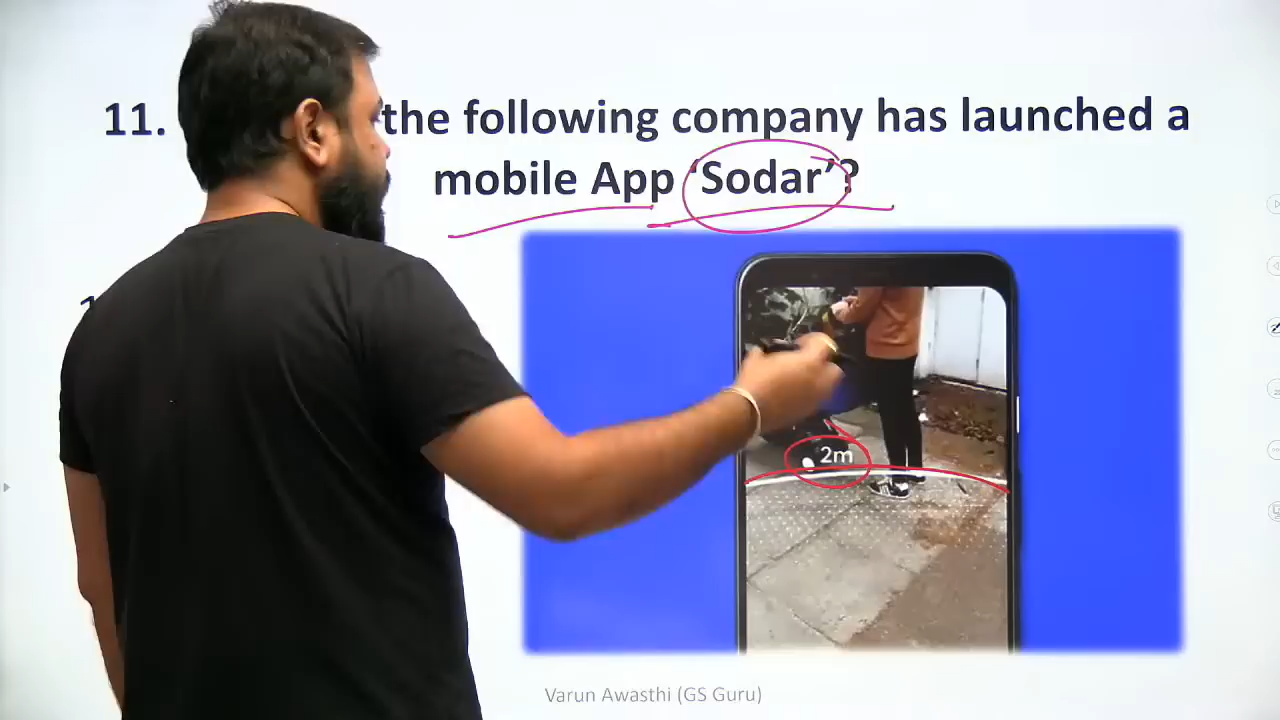 11. the following company has launched a
mobile App ‘Sodar’?
2m
Varun Awasthi (GS Guru)